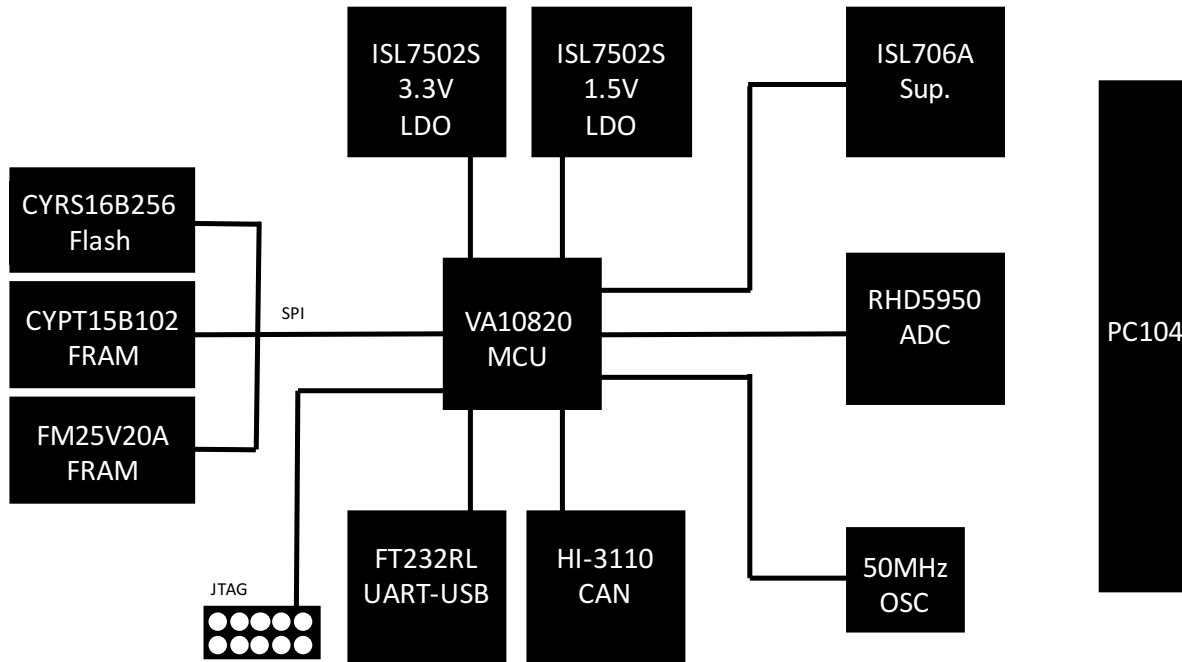 ISL7502S
3.3V
LDO
ISL7502S
1.5V
LDO
ISL706A
Sup.
CYRS16B256
Flash
CYPT15B102
FRAM
FM25V20A
FRAM
SPI
VA10820
MCU
RHD5950
ADC
PC104
JTAG
FT232RL
UART-USB
HI-3110
CAN
50MHz
OSC